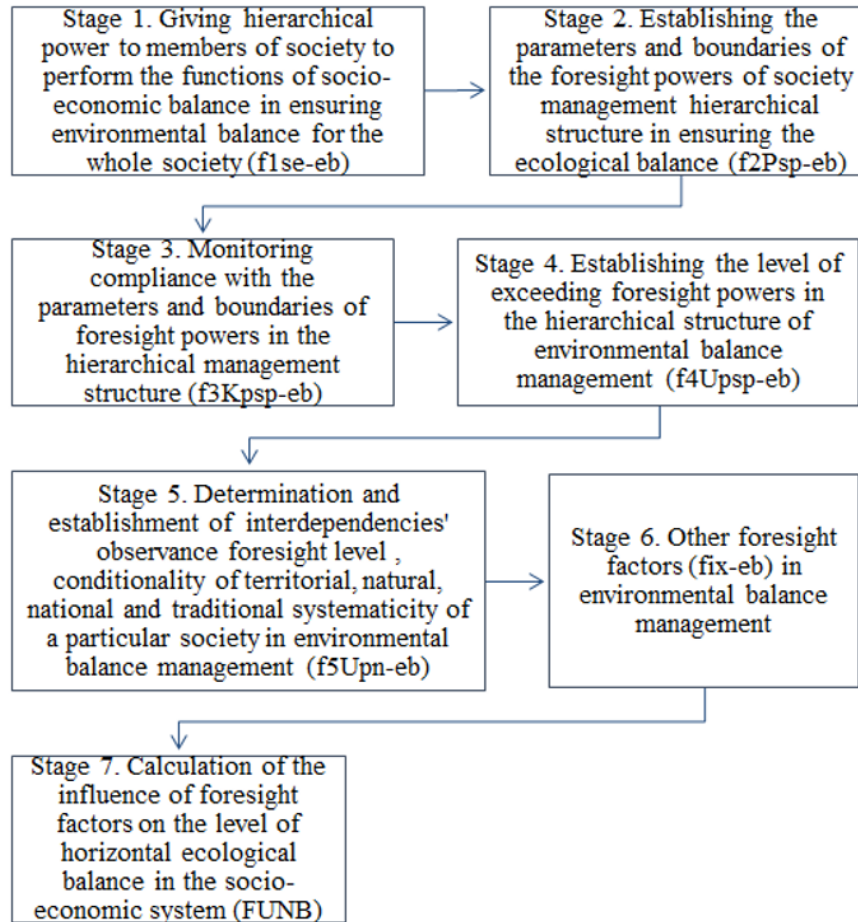 Stage 1. Giving hierarchical
power to members of society to
perform the functions of socio-
economic balance in ensuring
environmental balance for the
whole society (f1se-eb)
Stage 2. Establishing the
parameters and boundaries of
the foresight powers of society
management hierarchical
structure in ensuring the
ecological balance (f2Psp-eb)
Stage 3. Monitoring
compliance with the
parameters and boundaries of
foresight powers in the
hierarchical management
structure (f3Kpsp-eb)
Stage 4. Establishing the level of
exceeding foresight powers in
the hierarchical structure of
environmental balance
management (f4Upsp-eb)
Stage 5. Determination and
establishment of interdependencies'
observance foresight level ,
conditionality of territorial, natural,
national and traditional systematicity of
a particular society in environmental
balance management (f5Upn-eb)
Stage 6. Other foresight
factors (fix-eb) in
environmental balance
management
Stage 7. Calculation of the
influence of foresight
factors on the level of
horizontal ecological
balance in the socio-
economic system (FUNB)